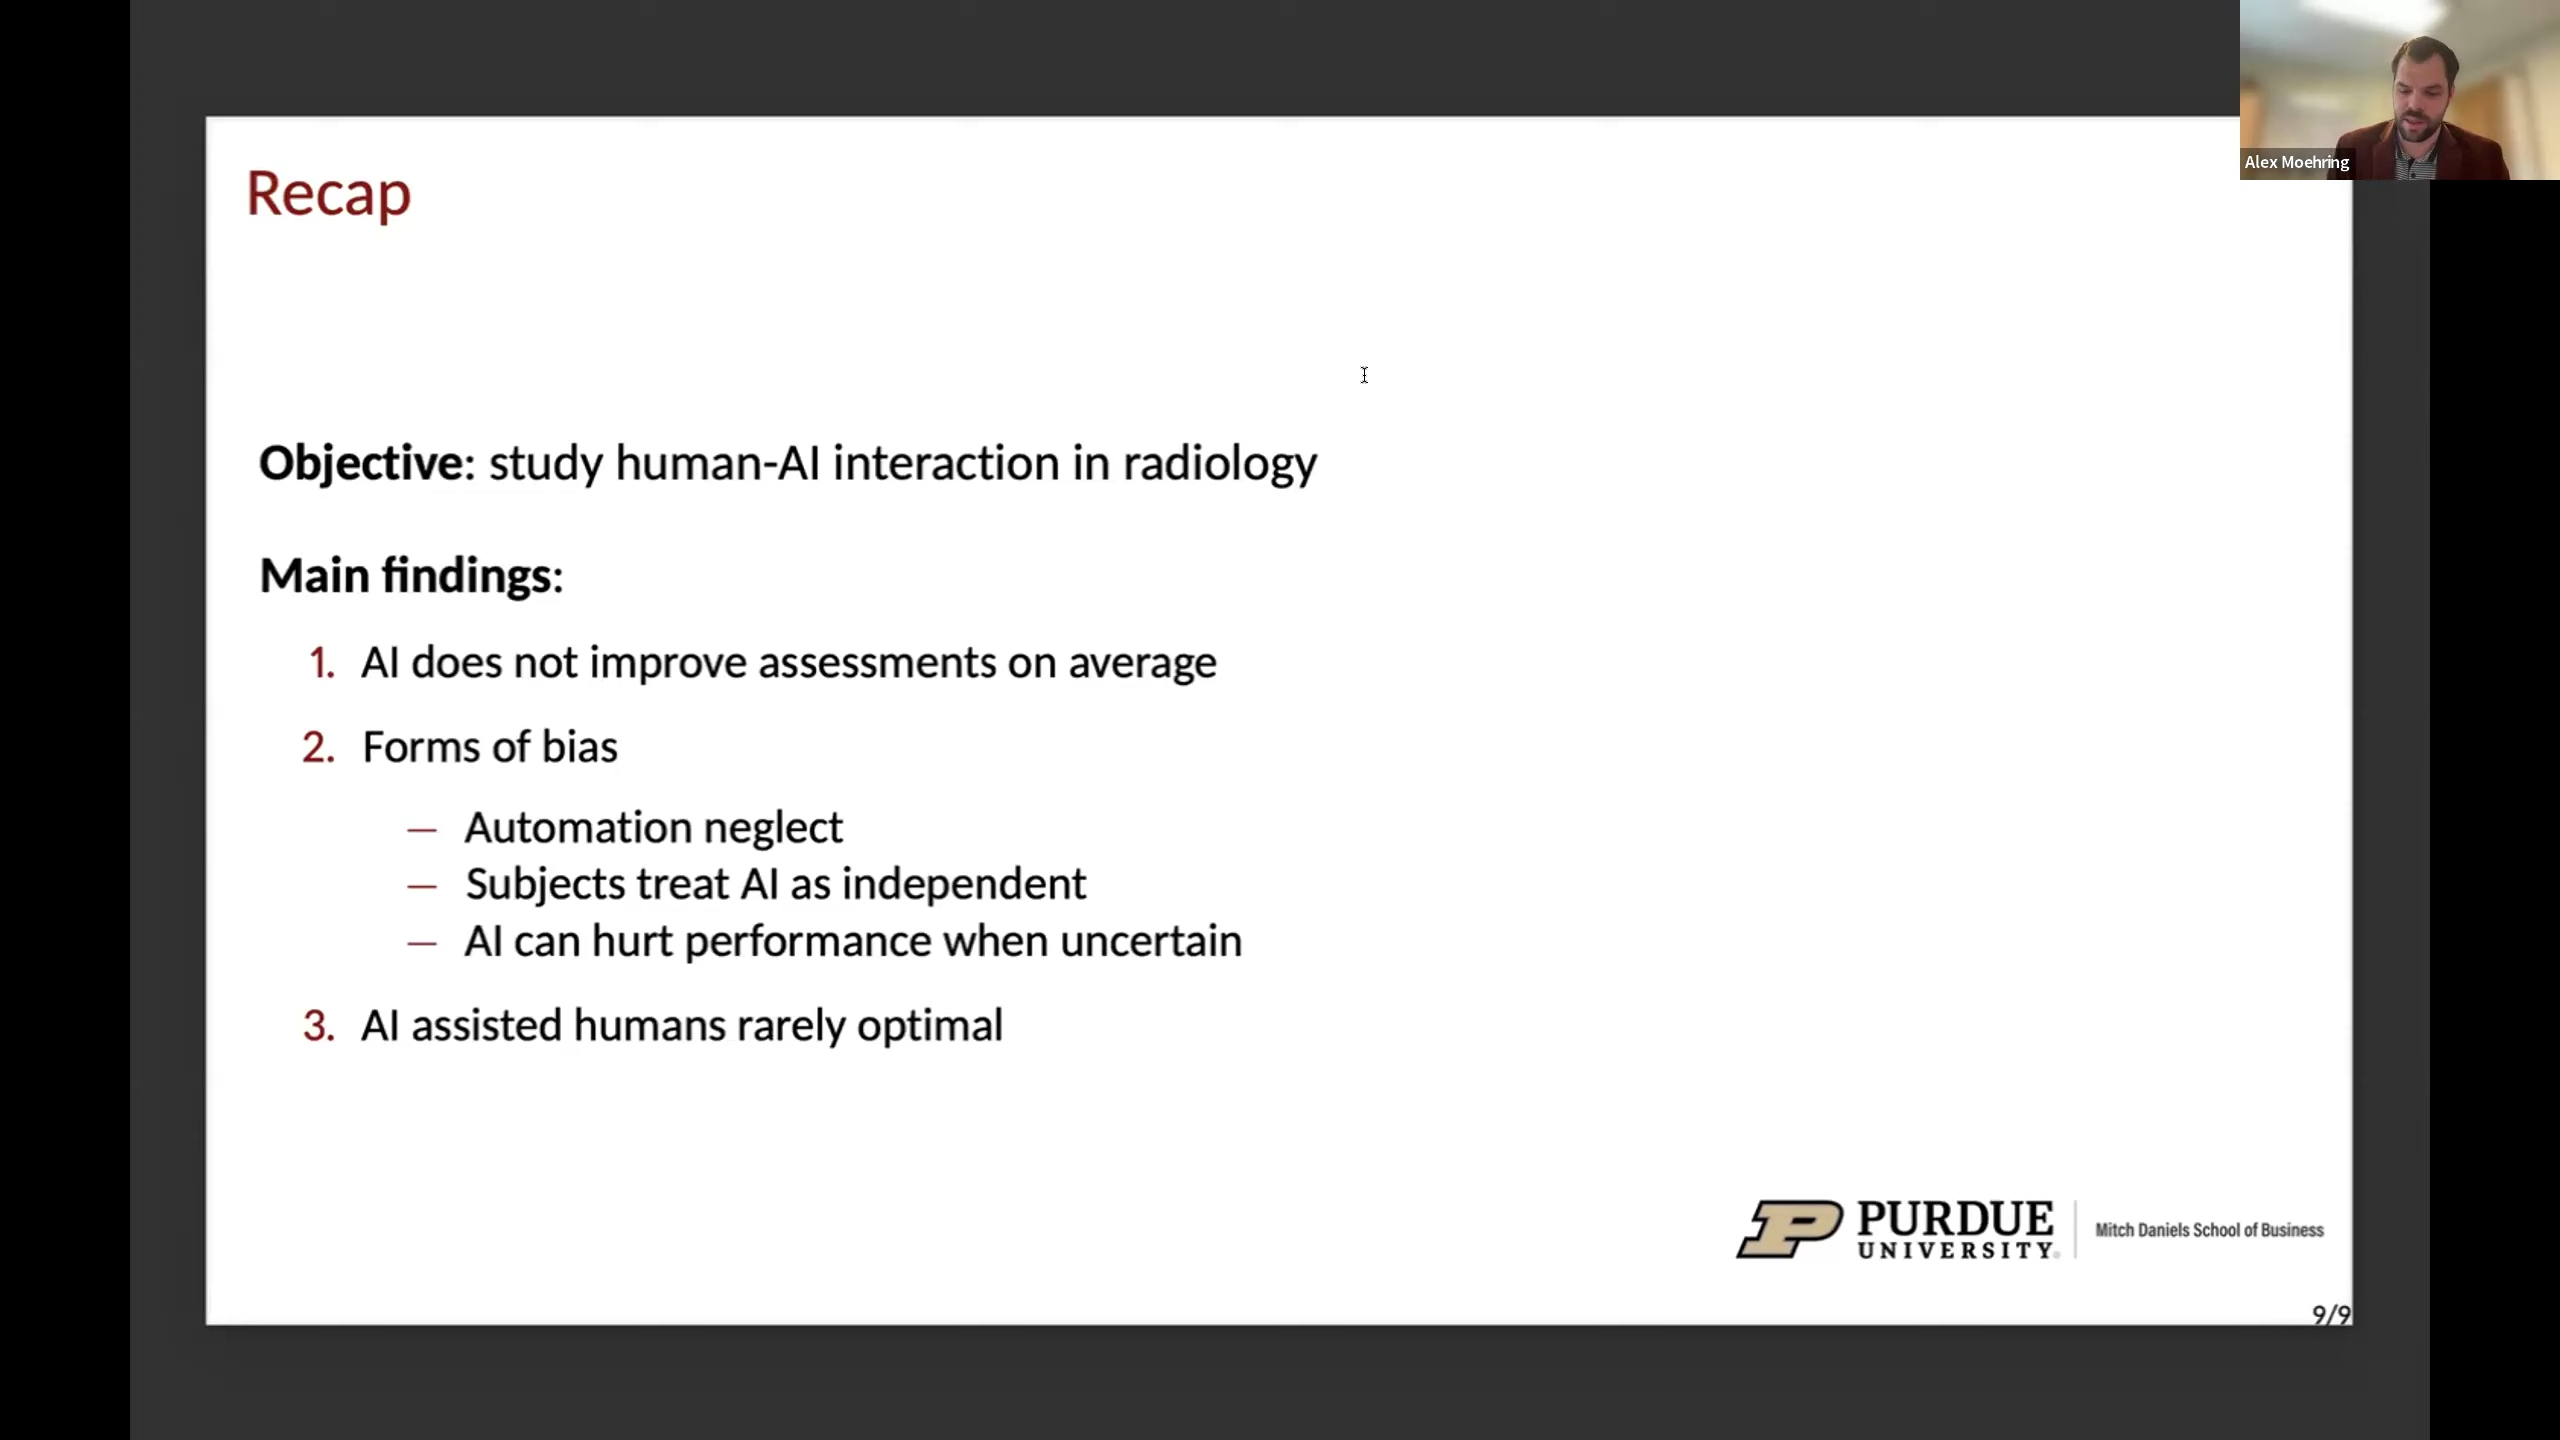 Alex Moehring
Recap
Objective: study human-AI interaction in radiology
Main findings:
1. AI does not improve assessments on average
2. Forms of bias
— Automation neglect
— Subjects treat AI as independent
— AI can hurt performance when uncertain
3. AI assisted humans rarely optimal
PURDUE
UNIVERSITY
Mitch Daniels School of Business
9/9